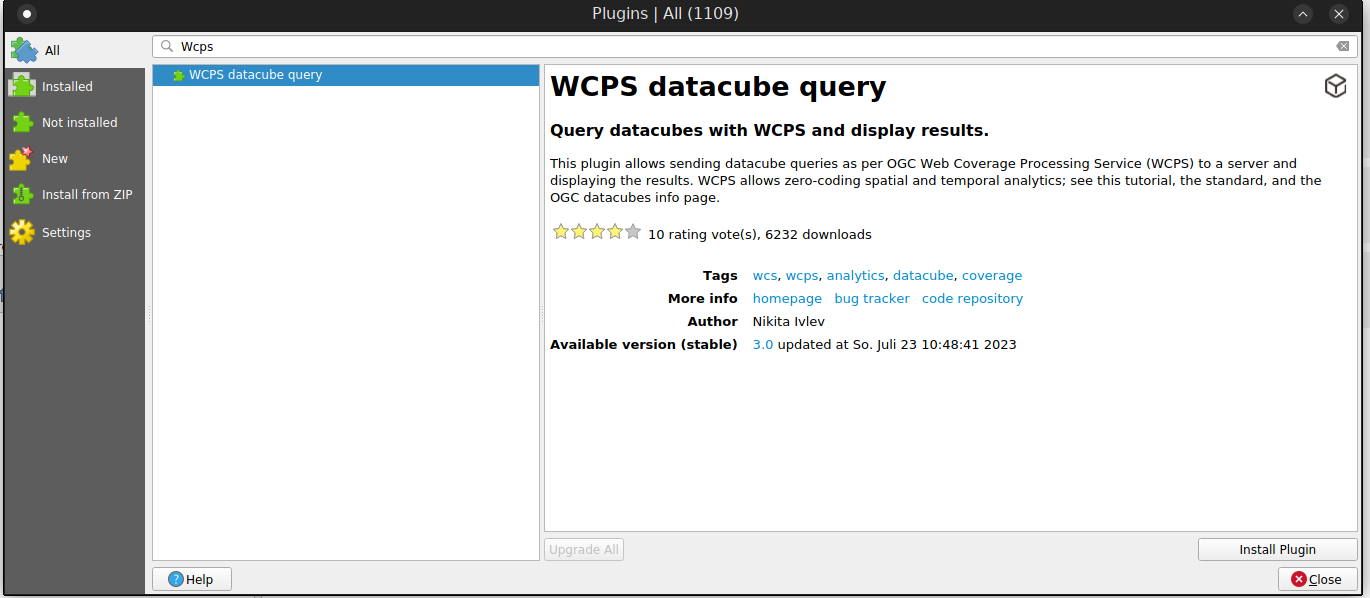 Plugins | All (1109)
All
Installed
Not installed
New
Install from ZIP
Settings
Wcps
WCPS datacube query
WCPS datacube query
Query datacubes with WCPS and display results.
This plugin allows sending datacube queries as per OGC Web Coverage Processing Service (WCPS) to a server and
displaying the results. WCPS allows zero-coding spatial and temporal analytics; see this tutorial, the standard, and the
OGC datacubes info page.
10 rating vote(s), 6232 downloads
Tags wcs, wcps, analytics, datacube, coverage
More info homepage bug tracker code repository
Author Nikita Ivlev
Available version (stable) 3.0 updated at So. Juli 23 10:48:41 2023
Upgrade All
Install Plugin
Help
Close